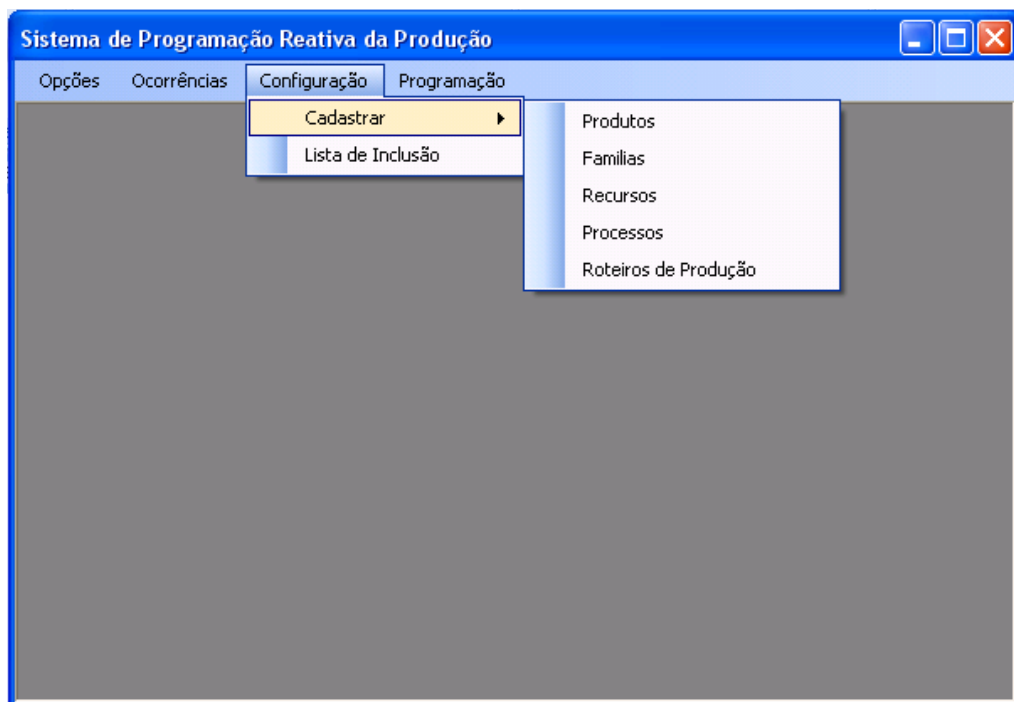 Sistema de Programação Reativa da Produção
Opções Ocorrências Configuração Programação
Cadastrar
Lista de Inclusão
Produtos
Familias
Recursos
Processos
Roteiros de Produção